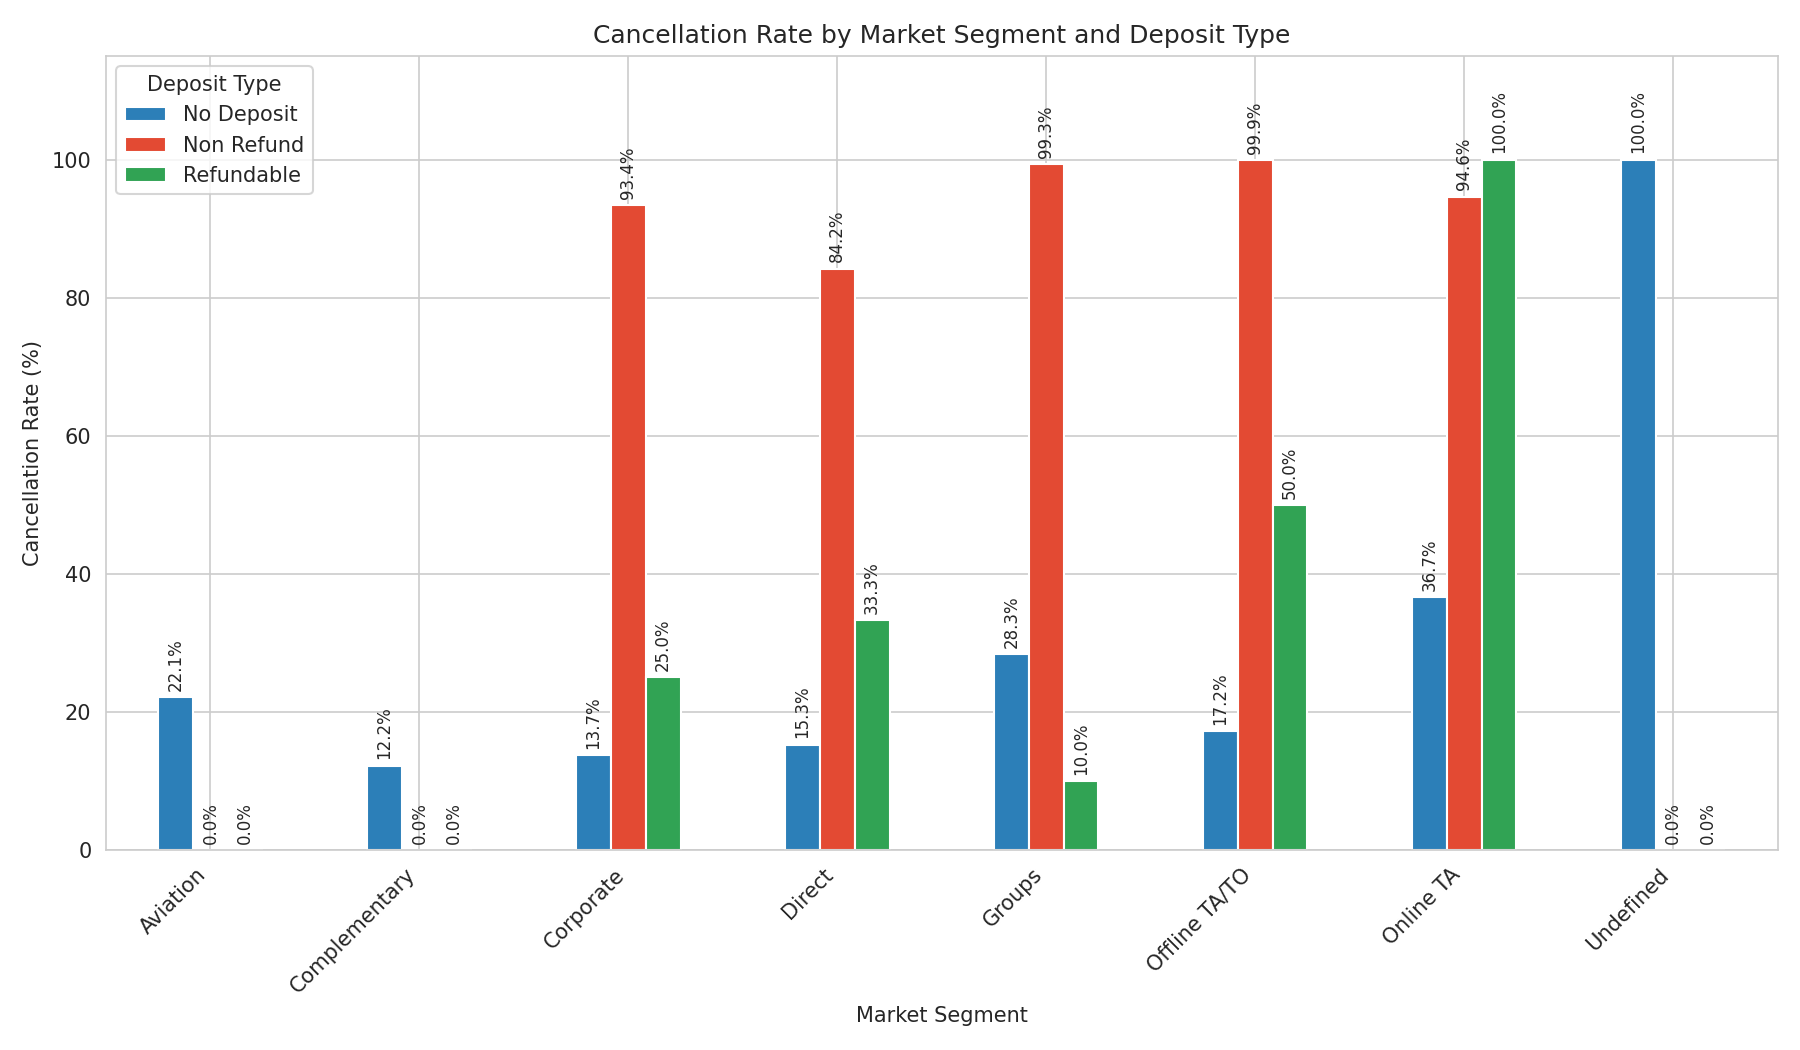 Cancellation Rate by Market Segment and Deposit Type
Deposit Type
No Deposit
Non Refund
Refundable
Cancellation Rate (%)
100
80
60
40
20
0
22.1%
0.0%
0.0%
12.2%
0.0%
0.0%
13.7%
93.4%
25.0%
15.3%
84.2%
33.3%
28.3%
99.3%
10.0%
17.2%
99.9%
50.0%
36.7%
94.6%
100.0%
100.0%
0.0%
0.0%
Aviation
Complementary
Corporate
Direct
Groups
Offline TA/TO
Online TA
Undefined
Market Segment